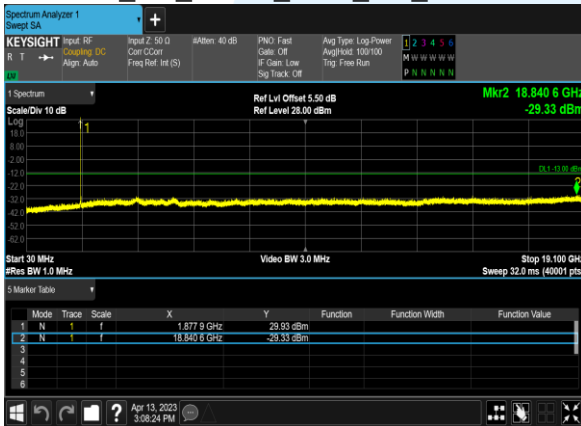 Spectrum Analyzer 1
Swept SA
+
KEYSIGHT Input: RF Input Z: 50 Ω #Atten: 40 dB PNO: Fast Avg Type: Log-Power 1 2 3 4 5 6
R T Coupling: DC Corr CCorr Gate: Off Avg|Hold: 100/100 M W W W W W
Align: Auto Freq Ref: Int (S) IF Gain: Low Trig: Free Run
Sig Track: Off P N N N N N
1 Spectrum Ref Lvl Offset 5.50 dB Mkr2 18.840 6 GHz
Scale/Div 10 dB Ref Level 28.00 dBm -29.33 dBm
Log
1
18.0
8.00
-2.00
DL1 -13.00 dBm
-12.0
-22.0
-32.0
-42.0
-52.0
-62.0
Start 30 MHz Video BW 3.0 MHz Stop 19.100 GHz
#Res BW 1.0 MHz Sweep 32.0 ms (40001 pts)
5 Marker Table
Mode Trace Scale X Y Function Function Width Function Value
1 N 1 f 1.877 9 GHz 29.93 dBm
2 N 1 f 18.840 6 GHz -29.33 dBm
3
4
5
6
? Apr 13, 2023
3:08:24 PM